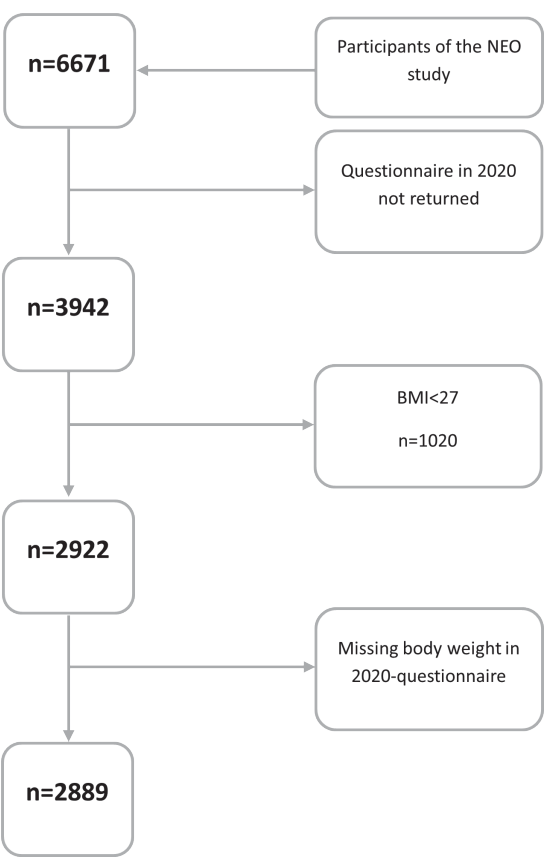 n=6671
Participants of the NEO
study
Questionnaire in 2020
not returned
n=3942
BMI<27
n=1020
n=2922
Missing body weight in
2020-questionnaire
n=2889